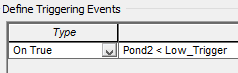 Define Triggering Events
Type
On True Pond2 < Low_Trigger